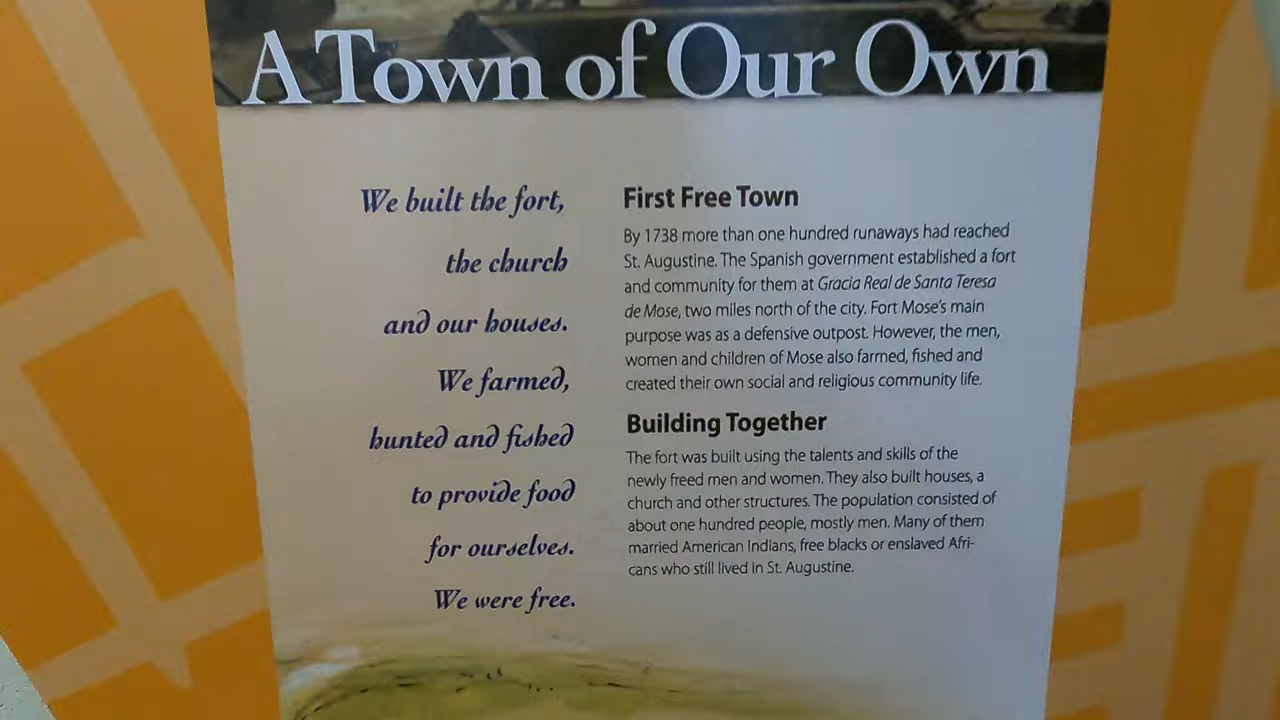 A Town of Our Own
We built the fort,
the church
and our houses.
We farmed,
hunted and fished
to provide food
for ourselves.
We were free.
First Free Town
By 1738 more than one hundred runaways had reached
St. Augustine. The Spanish government established a fort
and community for them at Gracia Real de Santa Teresa
de Mose, two miles north of the city. Fort Mose's main
purpose was as a defensive outpost. However, the men,
women and children of Mose also farmed, fished and
created their own social and religious community life.
Building Together
The fort was built using the talents and skills of the
newly freed men and women. They also built houses, a
church and other structures. The population consisted of
about one hundred people, mostly men. Many of them
married American Indians, free blacks or enslaved Afri-
cans who still lived in St. Augustine.